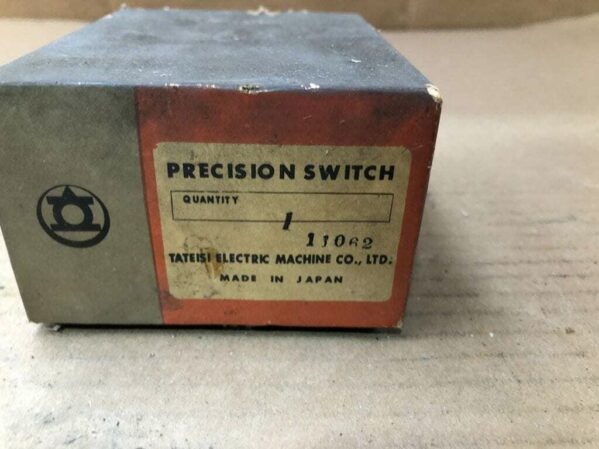 PRECISION SWITCH
QUANTITY
1
11062
TATEISI ELECTRIC MACHINE CO., LTD.
MADE IN JAPAN